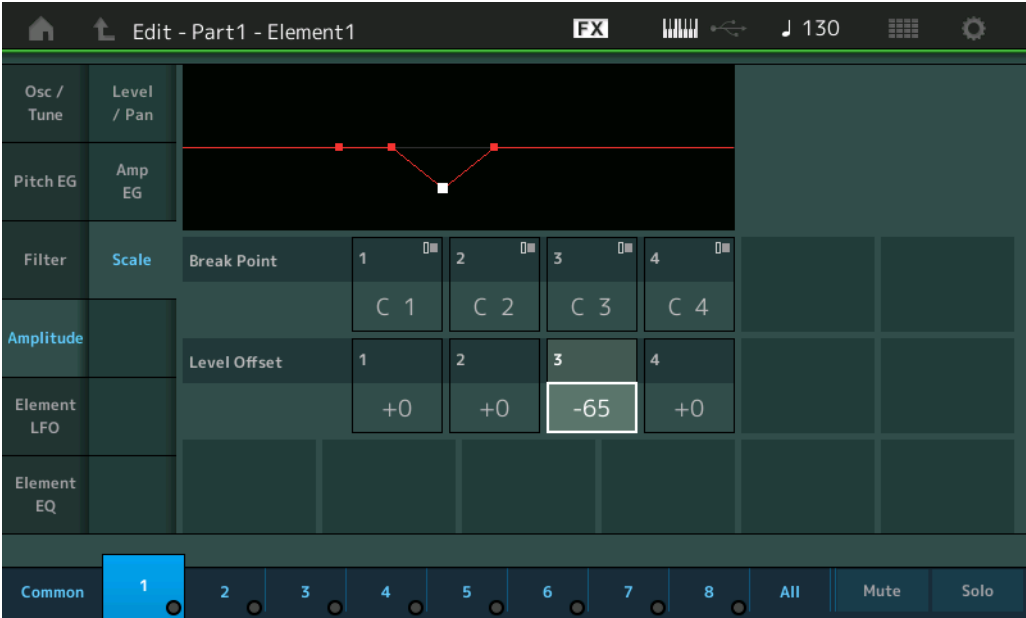 Edit - Part1 - Element1
FX
130
Osc /
Tune
Level
/ Pan
Pitch EG
Amp
EG
Filter
Scale
Break Point
1
2
3
4
C 1
C 2
C 3
C 4
Amplitude
Level Offset
1
2
3
4
+0
+0
-65
+0
Element
LFO
Element
EQ
Common
1
2
3
4
5
6
7
8
All
Mute
Solo